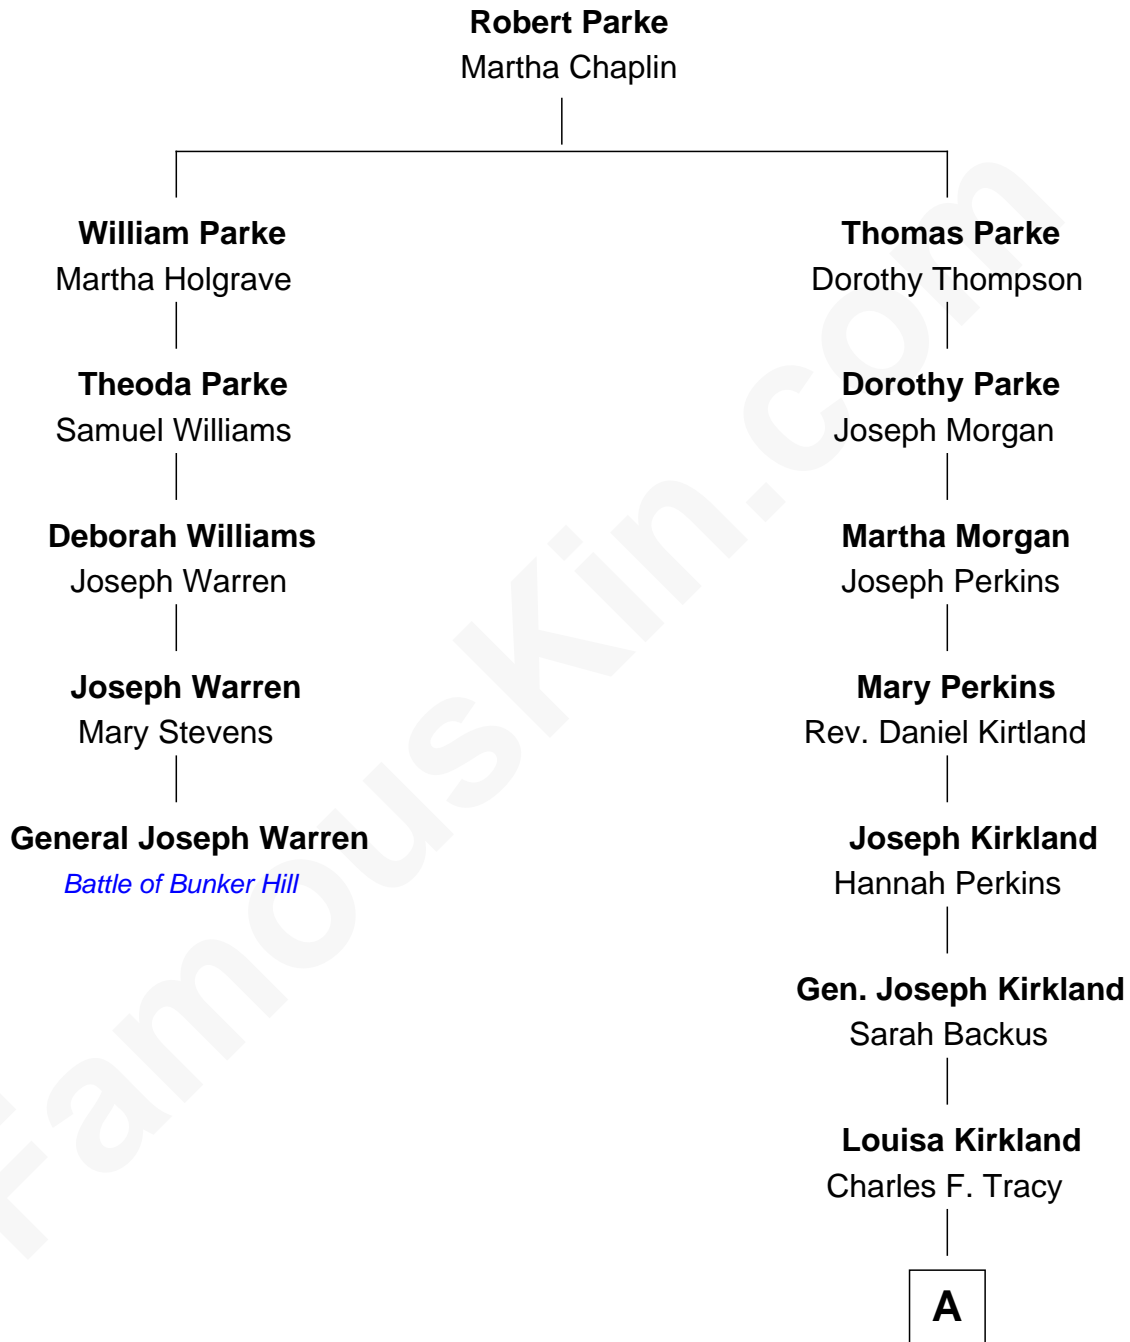 Robert Parke
Martha Chaplin
William Parke
Martha Holgrave
Theoda Parke
Samuel Williams
Deborah Williams
Joseph Warren
Joseph Warren
Mary Stevens
General Joseph Warren
Battle of Bunker Hill
Thomas Parke
Dorothy Thompson
Dorothy Parke
Joseph Morgan
Martha Morgan
Joseph Perkins
Mary Perkins
Rev. Daniel Kirtland
Joseph Kirkland
Hannah Perkins
Gen. Joseph Kirkland
Sarah Backus
Louisa Kirkland
Charles F. Tracy
A
FamousKin.com